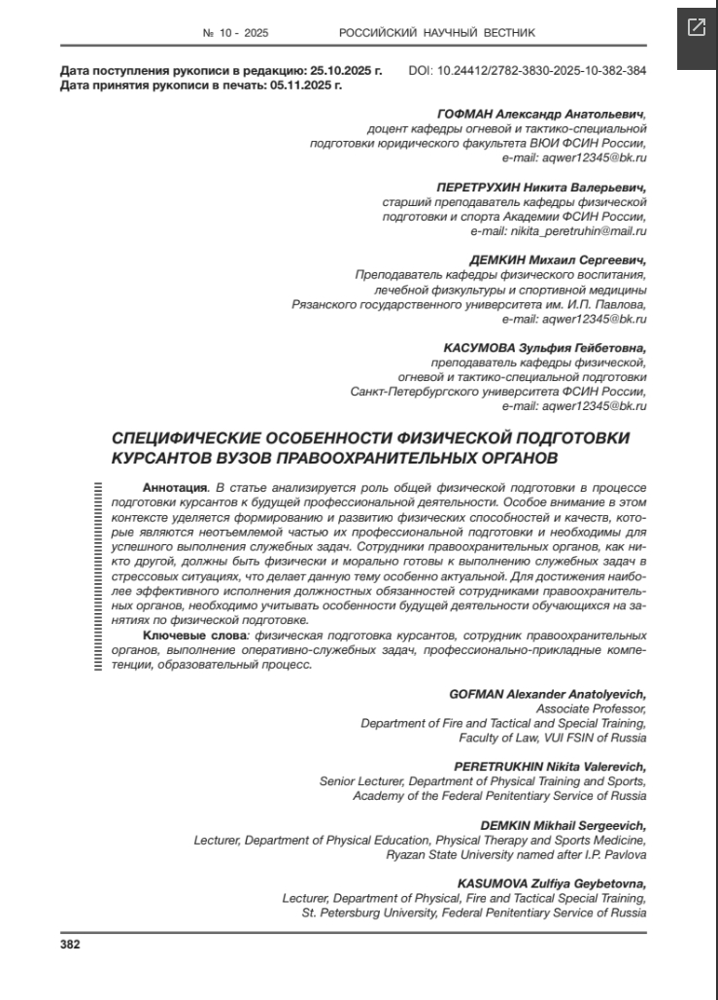 № 10 - 2025 РОССИЙСКИЙ НАУЧНЫЙ ВЕСТНИК
Дата поступления рукописи в редакцию: 25.10.2025 г. DOI: 10.24412/2782-3830-2025-10-382-384
Дата принятия рукописи в печать: 05.11.2025 г.
ГОФМАН Александр Анатольевич,
доцент кафедры огневой и тактико-специальной
подготовки юридического факультета ВЮИ ФСИН России,
e-mail: aqwer12345@bk.ru
ПЕРЕТРУХИН Никита Валерьевич,
старший преподаватель кафедры физической
подготовки и спорта Академии ФСИН России,
e-mail: nikita_peretruhin@mail.ru
ДЕМКИН Михаил Сергеевич,
Преподаватель кафедры физического воспитания,
лечебной физкультуры и спортивной медицины
Рязанского государственного университета им. И.П. Павлова,
e-mail: aqwer12345@bk.ru
КАСУМОВА Зульфия Гейбетовна,
преподаватель кафедры физической,
огневой и тактико-специальной подготовки
Санкт-Петербургского университета ФСИН России,
e-mail: aqwer12345@bk.ru
СПЕЦИФИЧЕСКИЕ ОСОБЕННОСТИ ФИЗИЧЕСКОЙ ПОДГОТОВКИ
КУРСАНТОВ ВУЗОВ ПРАВООХРАНИТЕЛЬНЫХ ОРГАНОВ
Аннотация. В статье анализируется роль общей физической подготовки в процессе
подготовки курсантов к будущей профессиональной деятельности. Особое внимание в этом
контексте уделяется формированию и развитию физических способностей и качеств, кото-
рые являются неотъемлемой частью их профессиональной подготовки и необходимы для
успешного выполнения служебных задач. Сотрудники правоохранительных органов, как ни-
кто другой, должны быть физически и морально готовы к выполнению служебных задач в
стрессовых ситуациях, что делает данную тему особенно актуальной. Для достижения наибо-
лее эффективного исполнения должностных обязанностей сотрудниками правоохранитель-
ных органов, необходимо учитывать особенности будущей деятельности обучающихся на за-
нятиях по физической подготовке.
Ключевые слова: физическая подготовка курсантов, сотрудник правоохранительных
органов, выполнение оперативно-служебных задач, профессионально-прикладные компе-
тенции, образовательный процесс.
GOFMAN Alexander Anatolyevich,
Associate Professor,
Department of Fire and Tactical and Special Training,
Faculty of Law, VUI FSIN of Russia
PERETRUKHIN Nikita Valerevich,
Senior Lecturer, Department of Physical Training and Sports,
Academy of the Federal Penitentiary Service of Russia
DEMKIN Mikhail Sergeevich,
Lecturer, Department of Physical Education, Physical Therapy and Sports Medicine,
Ryazan State University named after I.P. Pavlova
KASUMOVA Zulfiya Geybetovna,
Lecturer, Department of Physical, Fire and Tactical Special Training,
St. Petersburg University, Federal Penitentiary Service of Russia
382